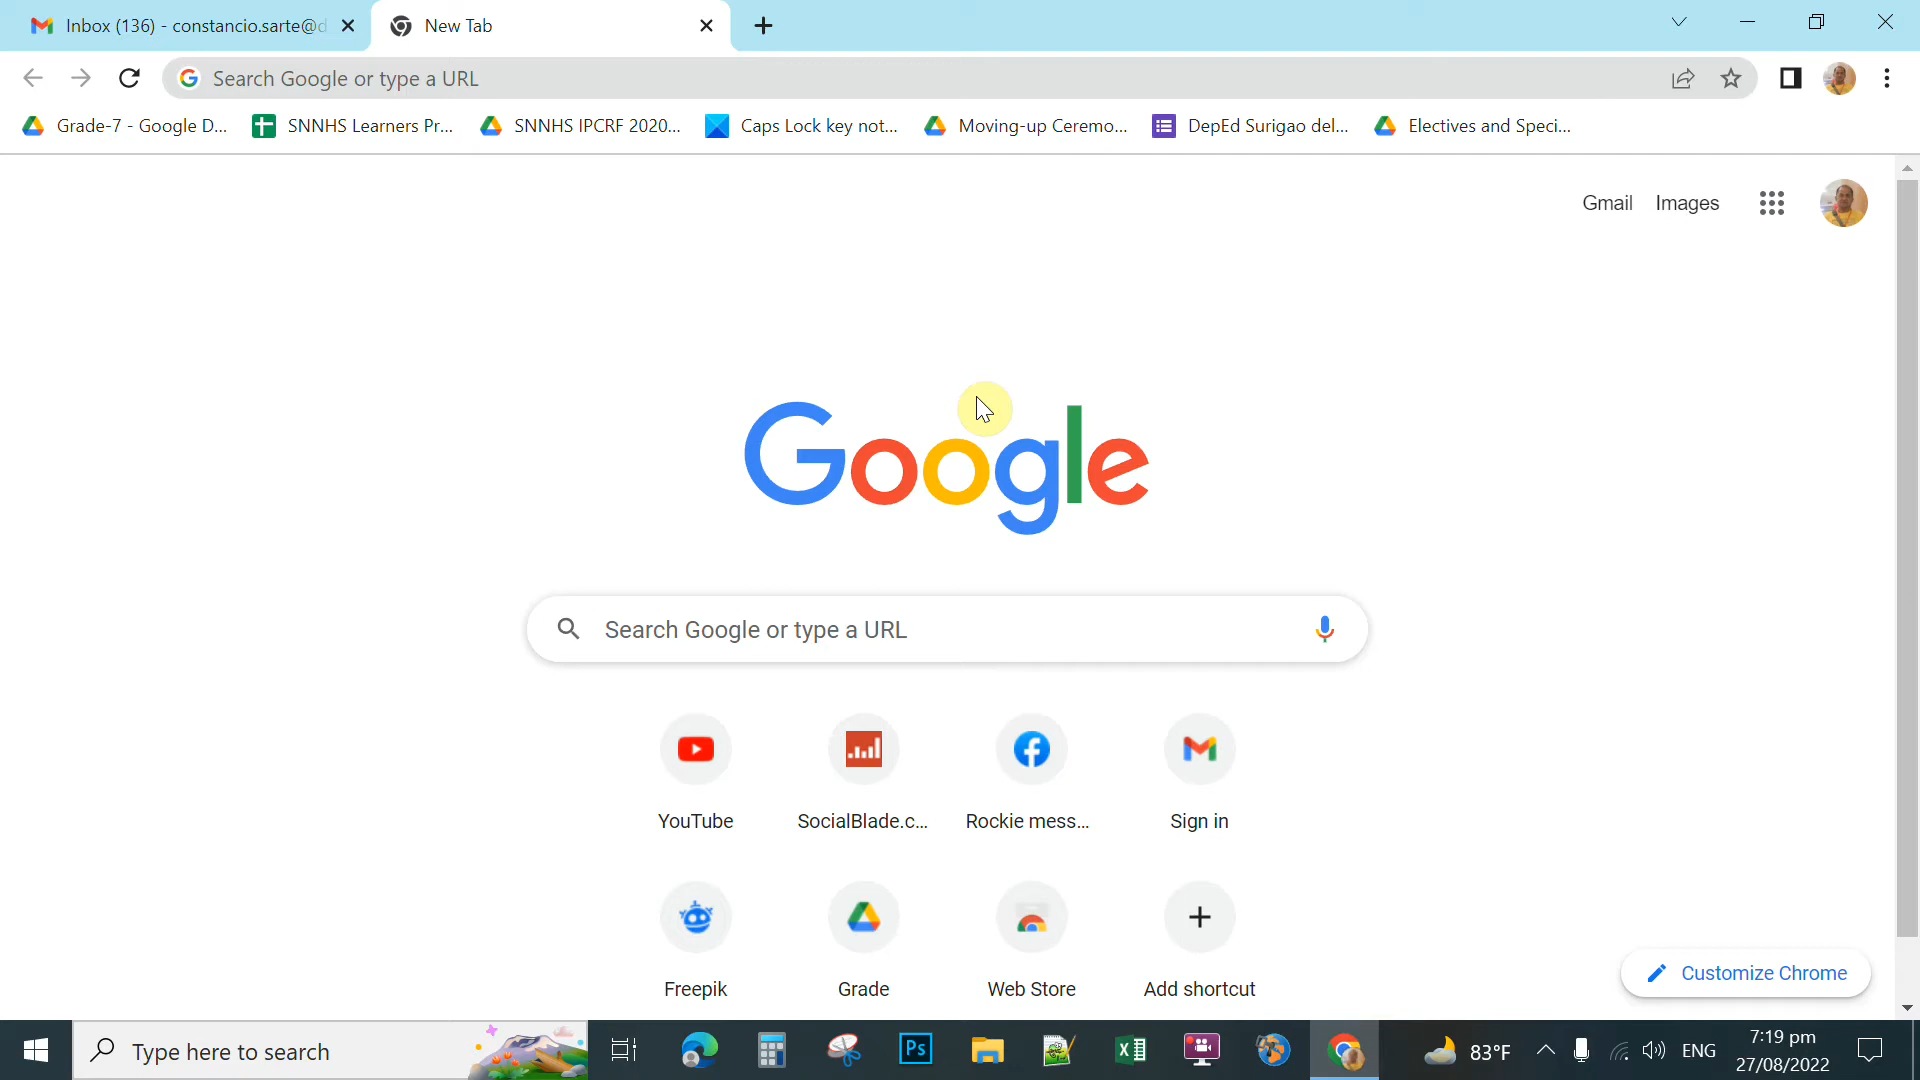 Inbox (136) - constancio.sarte@d
New Tab
Search Google or type a URL
Grade-7 - Google D...
SNNHS Learners Pr...
SNNHS IPCRF 2020...
Caps Lock key not...
Moving-up Ceremo...
DepEd Surigao del...
Electives and Speci...
Gmail
Images
Google
Search Google or type a URL
YouTube
SocialBlade.c...
Rockie mess...
Sign in
Freepik
Grade
Web Store
Add shortcut
Customize Chrome
Type here to search
Ps
83°F
ENG
7:19 pm
27/08/2022